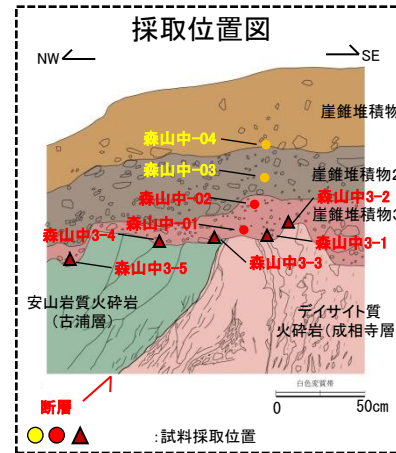 採取位置図
NW
SE
崖錐堆積物
森山中-04
森山中-03
崖錐堆積物2
森山中-02
森山中3-2
崖錐堆積物3
森山中3-4
森山中-01
森山中3-1
森山中3-3
森山中3-5
安山岩質火砕岩
(古浦層)
デイサイト質
火砕岩(成相寺層
白色変質帯
0 50cm
断層
:試料採取位置